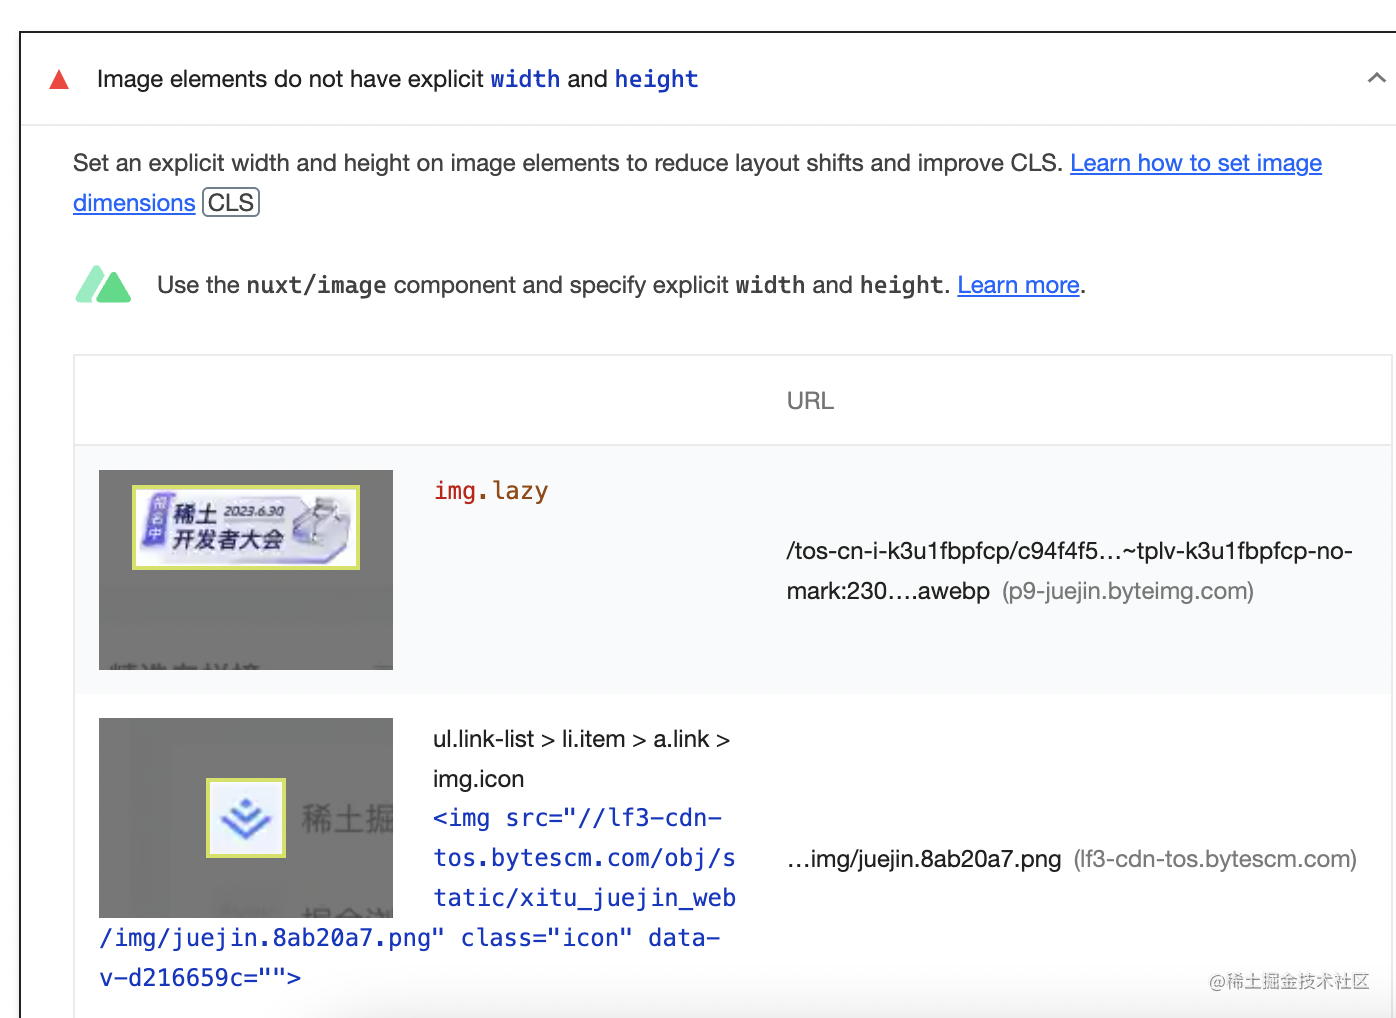 Image elements do not have explicit width and height
Set an explicit width and height on image elements to reduce layout shifts and improve CLS. Learn how to set image
dimensions CLS
Use the nuxt/image component and specify explicit width and height. Learn more.
URL
报名中
稀土 2023.6.30
开发者大会
img.lazy
/tos-cn-i-k3u1fbpfcp/c94f4f5…~tplv-k3u1fbpfcp-no-
mark:230….awebp (p9-juejin.byteimg.com)
稀土掘
ul.link-list > li.item > a.link >
img.icon
<img src="//lf3-cdn-
tos.bytescm.com/obj/s
tatic/xitu_juejin_web
/img/juejin.8ab20a7.png" class="icon" data-
v-d216659c="">
…img/juejin.8ab20a7.png (lf3-cdn-tos.bytescm.com)
@稀土掘金技术社区